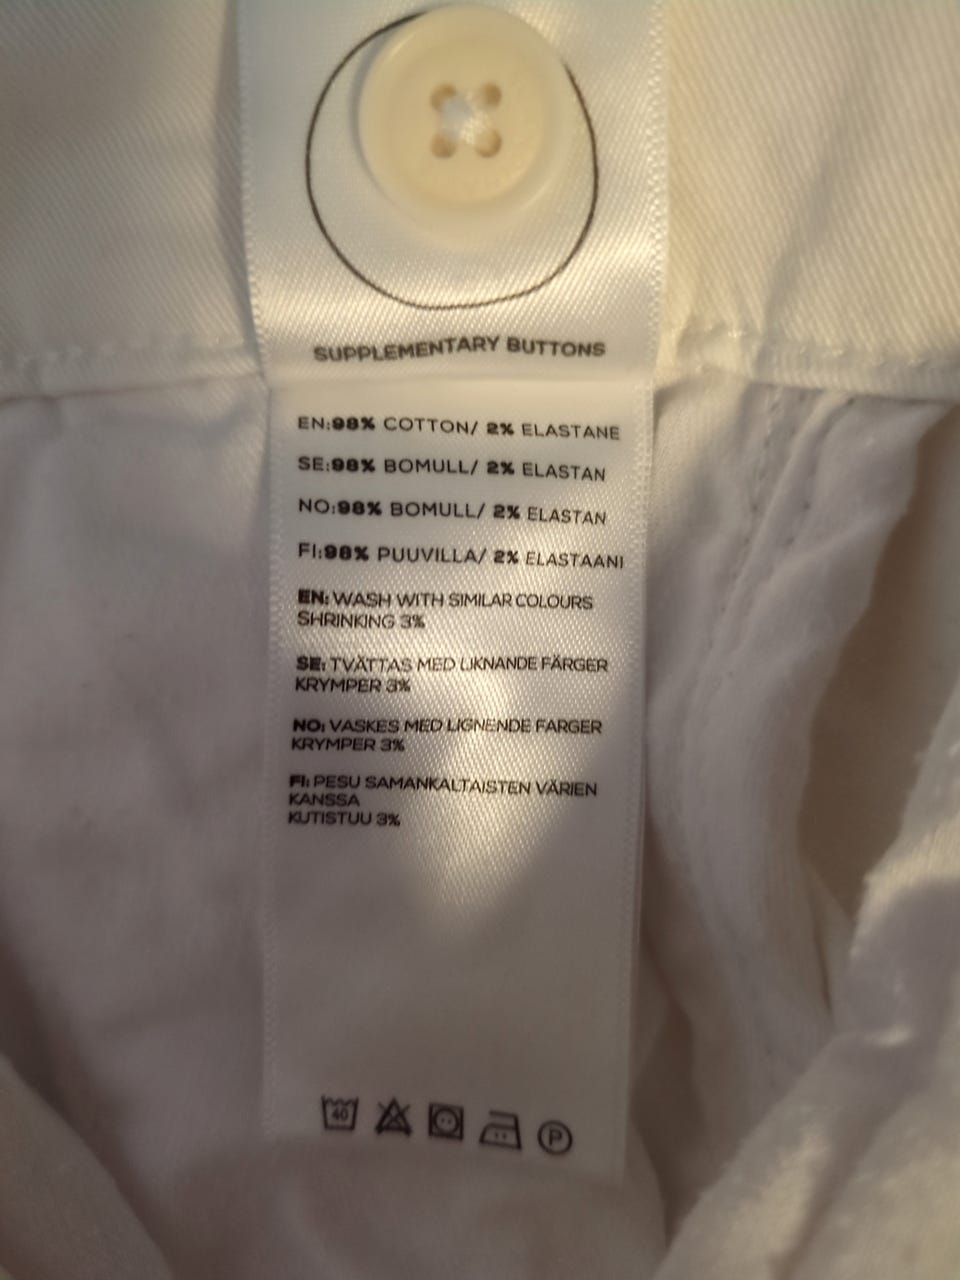 SUPPLEMENTARY BUTTONS
EN:98% COTTON/ 2% ELASTANE
SE:98% BOMULL/ 2% ELASTAN
NO:98% BOMULL/ 2% ELASTAN
FI:98% PUUVILLA/ 2% ELASTAANI
EN: WASH WITH SIMILAR COLOURS
SHRINKING 3%
SE: TVÄTTAS MED LIKNANDE FÄRGER
KRYMPER 3%
NO: VASKES MED LIGNENDE FARGER
KRYMPER 3%
FI: PESU SAMANKALTAISTEN VÄRIEN
KANSSA
KUTISTUU 3%
40 P